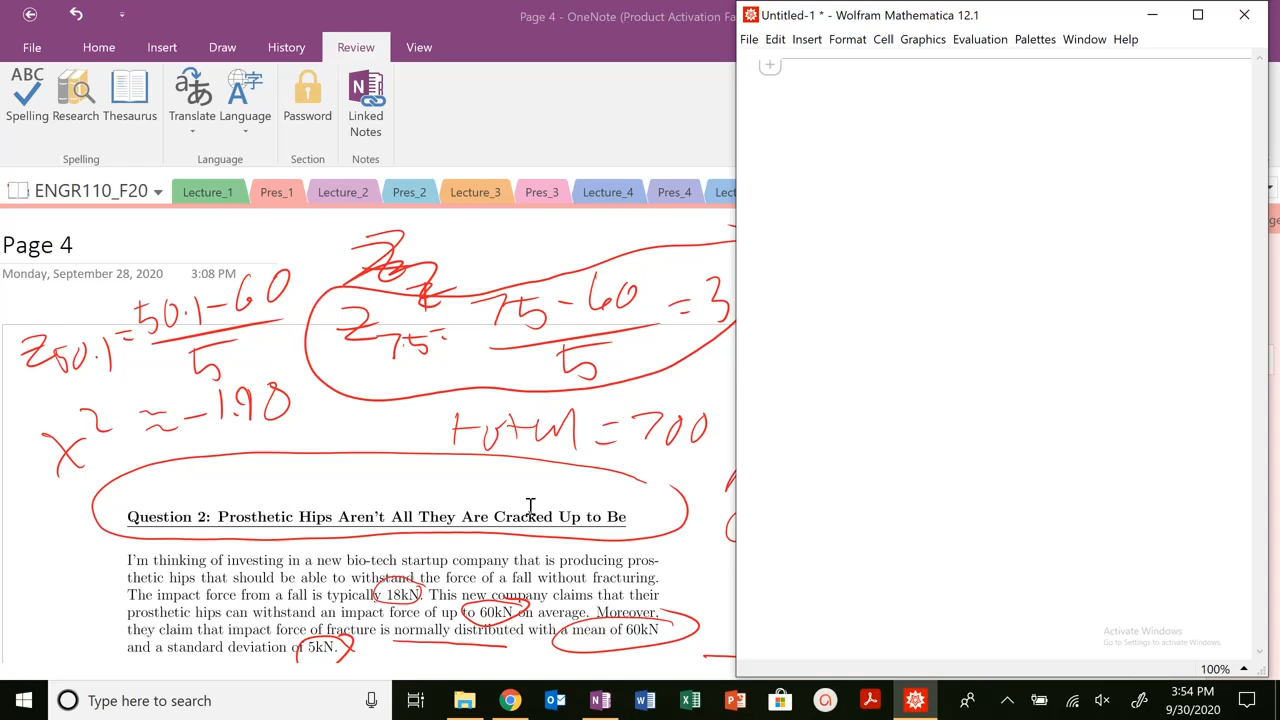 Page 4 - OneNote (Product Activation Fa
Untitled-1 * - Wolfram Mathematica 12.1
File Home Insert Draw History Review View
File Edit Insert Format Cell Graphics Evaluation Palettes Window Help
ABC
Spelling Research Thesaurus Translate Language Password Linked Notes
Spelling Language Section Notes
ENGR110_F20 Lecture_1 Pres_1 Lecture_2 Pres_2 Lecture_3 Pres_3 Lecture_4 Pres_4 Lect
Page 4
Monday, September 28, 2020 3:08 PM
Z50.1 = 50.1-60
5
Z75 = 75-60 = 3
5
x² ≈ -1.98
total = 700
Question 2: Prosthetic Hips Aren't All They Are Cracked Up to Be
I'm thinking of investing in a new bio-tech startup company that is producing pros-
thetic hips that should be able to withstand the force of a fall without fracturing.
The impact force from a fall is typically 18kN. This new company claims that their
prosthetic hips can withstand an impact force of up to 60kN on average. Moreover,
they claim that impact force of fracture is normally distributed with a mean of 60kN
and a standard deviation of 5kN.
Activate Windows
Go to Settings to activate Windows.
100%
Type here to search
3:54 PM
9/30/2020